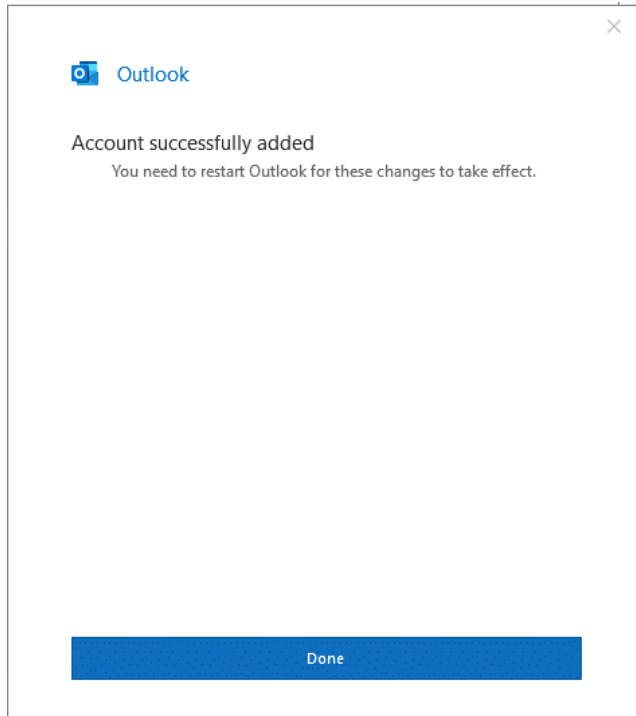 Outlook
Account successfully added
You need to restart Outlook for these changes to take effect.
Done